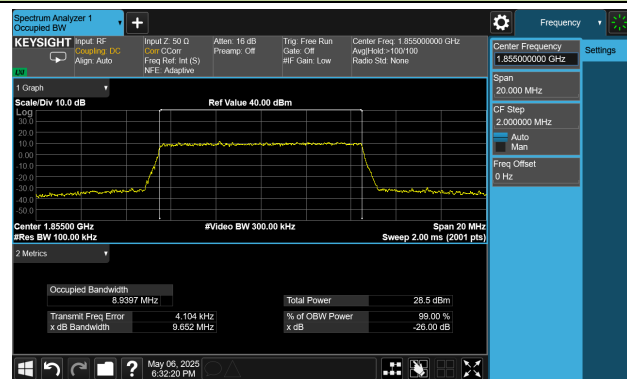 Spectrum Analyzer 1
Occupied BW
Frequency
KEYSIGHT
Input: RF
Coupling: DC
Align: Auto
Input Z: 50 Ω
Corr CCorr
Freq Ref: Int (S)
NFE: Adaptive
Atten: 16 dB
Preamp: Off
Trig: Free Run
Gate: Off
#IF Gain: Low
Center Freq: 1.855000000 GHz
Avg|Hold:>100/100
Radio Std: None
LXI
Center Frequency
1.855000000 GHz
Settings
Span
20.000 MHz
CF Step
2.000000 MHz
Auto
Man
Freq Offset
0 Hz
1 Graph
Scale/Div 10.0 dB
Ref Value 40.00 dBm
Log
30.0
20.0
10.0
0.00
-10.0
-20.0
-30.0
-40.0
-50.0
Center 1.85500 GHz
#Video BW 300.00 kHz
Span 20 MHz
#Res BW 100.00 kHz
Sweep 2.00 ms (2001 pts)
2 Metrics
Occupied Bandwidth
8.9397 MHz
Total Power 28.5 dBm
Transmit Freq Error 4.104 kHz
% of OBW Power 99.00 %
x dB Bandwidth 9.652 MHz
x dB -26.00 dB
May 06, 2025
6:32:20 PM